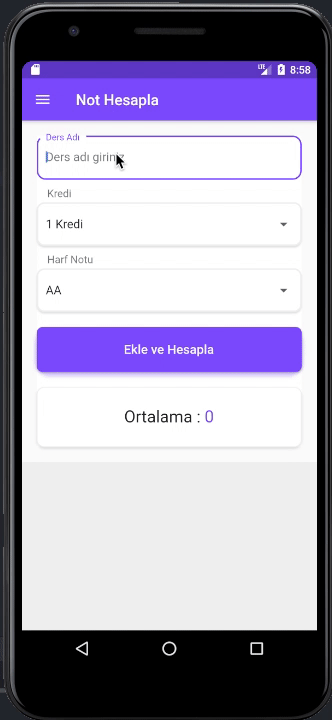 LTE 8:58
Not Hesapla
Ders Adı
Ders adı giriniz
Kredi
1 Kredi
Harf Notu
AA
Ekle ve Hesapla
Ortalama : 0